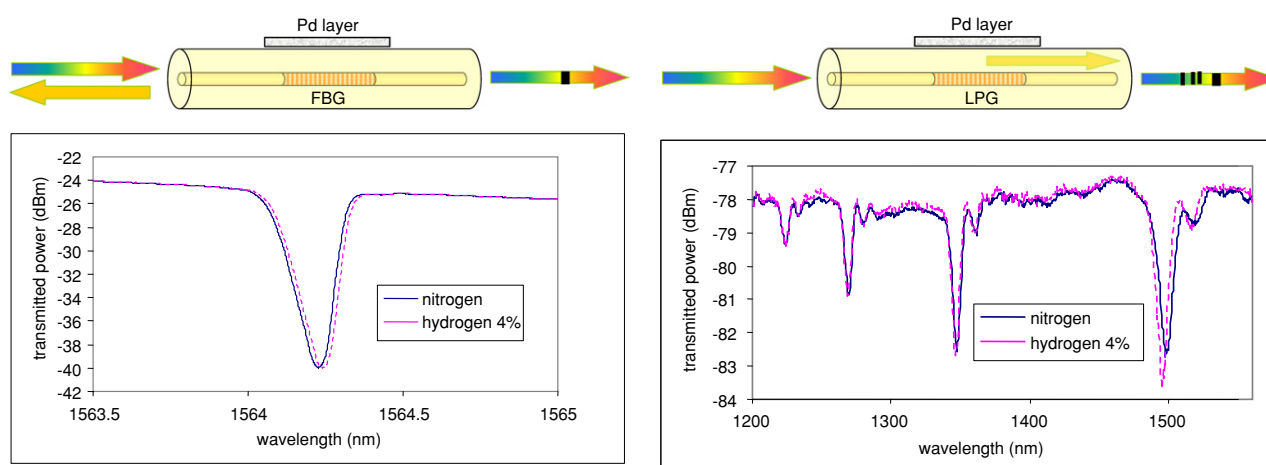 Pd layer
FBG
-22
-24
-26
-28
-30
-32
-34
-36
-38
-40
-42
transmitted power (dBm)
nitrogen
hydrogen 4%
1563.5 1564 1564.5 1565
wavelength (nm)
Pd layer
LPG
-77
-78
-79
-80
-81
-82
-83
-84
transmitted power (dBm)
nitrogen
hydrogen 4%
1200 1300 1400 1500
wavelength (nm)